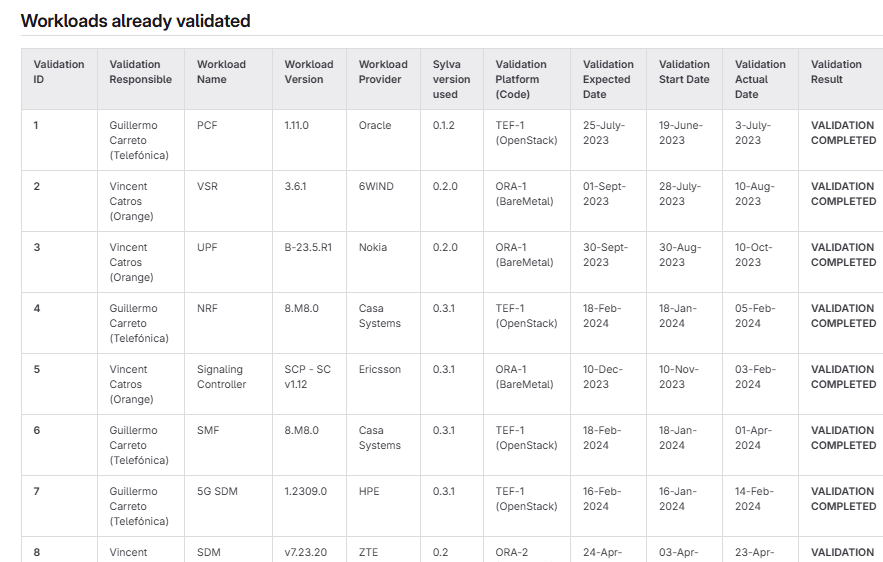 Workloads already validated
Validation ID | Validation Responsible | Workload Name | Workload Version | Workload Provider | Sylva version used | Validation Platform (Code) | Validation Expected Date | Validation Start Date | Validation Actual Date | Validation Result
1 | Guillermo Carreto (Telefónica) | PCF | 1.11.0 | Oracle | 0.1.2 | TEF-1 (OpenStack) | 25-July-2023 | 19-June-2023 | 3-July-2023 | VALIDATION COMPLETED
2 | Vincent Catros (Orange) | VSR | 3.6.1 | 6WIND | 0.2.0 | ORA-1 (BareMetal) | 01-Sept-2023 | 28-July-2023 | 10-Aug-2023 | VALIDATION COMPLETED
3 | Vincent Catros (Orange) | UPF | B-23.5.R1 | Nokia | 0.2.0 | ORA-1 (BareMetal) | 30-Sept-2023 | 30-Aug-2023 | 10-Oct-2023 | VALIDATION COMPLETED
4 | Guillermo Carreto (Telefónica) | NRF | 8.M8.0 | Casa Systems | 0.3.1 | TEF-1 (OpenStack) | 18-Feb-2024 | 18-Jan-2024 | 05-Feb-2024 | VALIDATION COMPLETED
5 | Vincent Catros (Orange) | Signaling Controller | SCP - SC v1.12 | Ericsson | 0.3.1 | ORA-1 (BareMetal) | 10-Dec-2023 | 10-Nov-2023 | 03-Feb-2024 | VALIDATION COMPLETED
6 | Guillermo Carreto (Telefónica) | SMF | 8.M8.0 | Casa Systems | 0.3.1 | TEF-1 (OpenStack) | 18-Feb-2024 | 18-Jan-2024 | 01-Apr-2024 | VALIDATION COMPLETED
7 | Guillermo Carreto (Telefónica) | 5G SDM | 1.2309.0 | HPE | 0.3.1 | TEF-1 (OpenStack) | 16-Feb-2024 | 16-Jan-2024 | 14-Feb-2024 | VALIDATION COMPLETED
8 | Vincent | SDM | v7.23.20 | ZTE | 0.2 | ORA-2 | 24-Apr- | 03-Apr- | 23-Apr- | VALIDATION